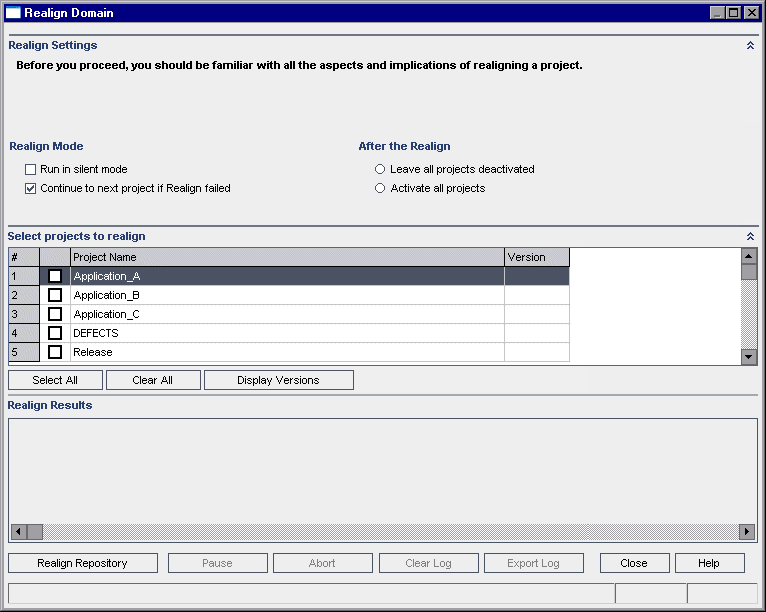 Realign Domain
Realign Settings
Before you proceed, you should be familiar with all the aspects and implications of realigning a project.
Realign Mode
After the Realign
Run in silent mode
Leave all projects deactivated
Continue to next project if Realign failed
Activate all projects
Select projects to realign
# Project Name Version
1 Application_A
2 Application_B
3 Application_C
4 DEFECTS
5 Release
Select All Clear All Display Versions
Realign Results
Realign Repository Pause Abort Clear Log Export Log Close Help